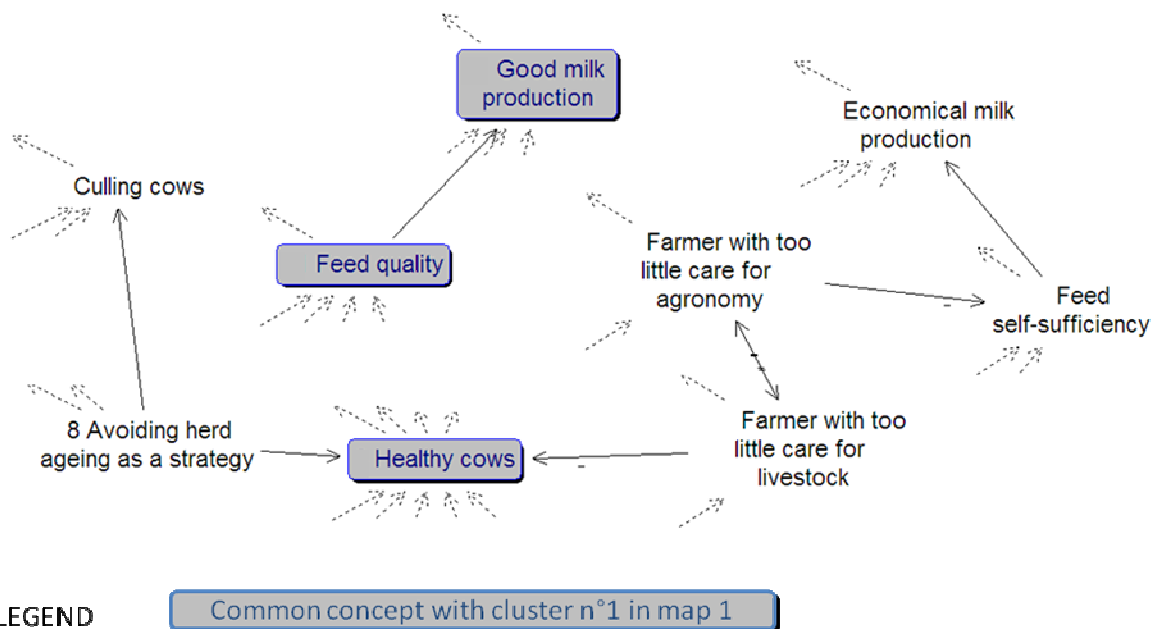 Good milk
production
Economical milk
production
Culling cows
Feed quality
Farmer with too
little care for
agronomy
Feed
self-sufficiency
8 Avoiding herd
ageing as a strategy
Healthy cows
Farmer with too
little care for
livestock
LEGEND
Common concept with cluster n°1 in map 1